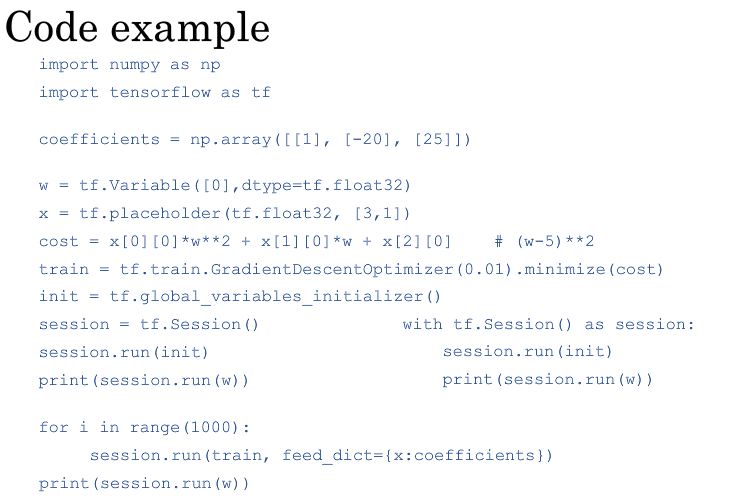 Code example
import numpy as np
import tensorflow as tf
coefficients = np.array([[1], [-20], [25]])
w = tf.Variable([0],dtype=tf.float32)
x = tf.placeholder(tf.float32, [3,1])
cost = x[0][0]*w**2 + x[1][0]*w + x[2][0]    # (w-5)**2
train = tf.train.GradientDescentOptimizer(0.01).minimize(cost)
init = tf.global_variables_initializer()
session = tf.Session()
session.run(init)
print(session.run(w))
with tf.Session() as session:
session.run(init)
print(session.run(w))
for i in range(1000):
session.run(train, feed_dict={x:coefficients})
print(session.run(w))